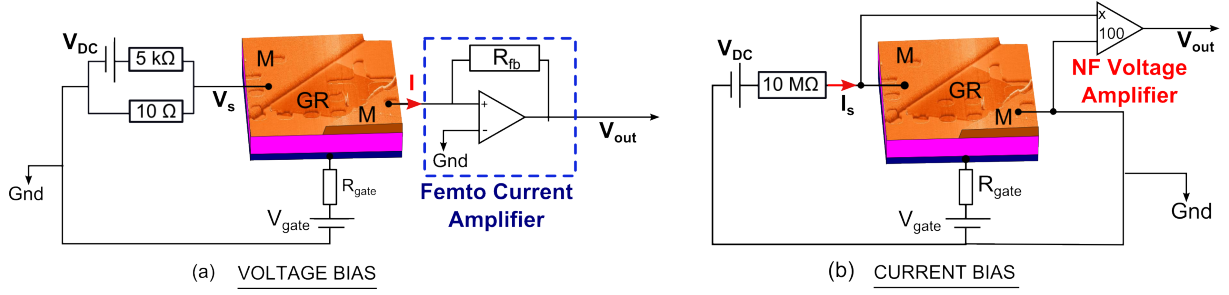 V_DC
5 kΩ
10 Ω
V_s
M
GR
M
I
R_fb
+
-
Gnd
V_out
Femto Current
Amplifier
Gnd
R_gate
V_gate
(a) VOLTAGE BIAS
V_DC
10 MΩ
I_s
M
GR
M
x
100
V_out
NF Voltage
Amplifier
R_gate
V_gate
Gnd
(b) CURRENT BIAS